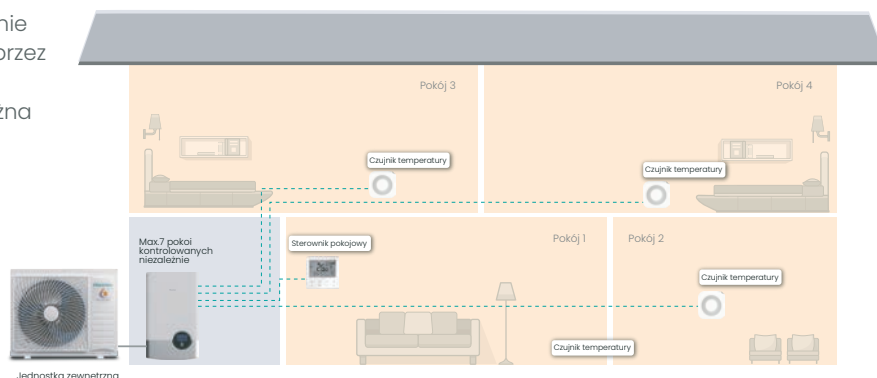 nie
przez
żna
Pokój 3
Pokój 4
Czujnik temperatury
Czujnik temperatury
Max.7 pokoi
kontrolowanych
niezależnie
Sterownik pokojowy
Pokój 1
Pokój 2
Czujnik temperatury
Czujnik temperatury
Jednostka zewnętrzna